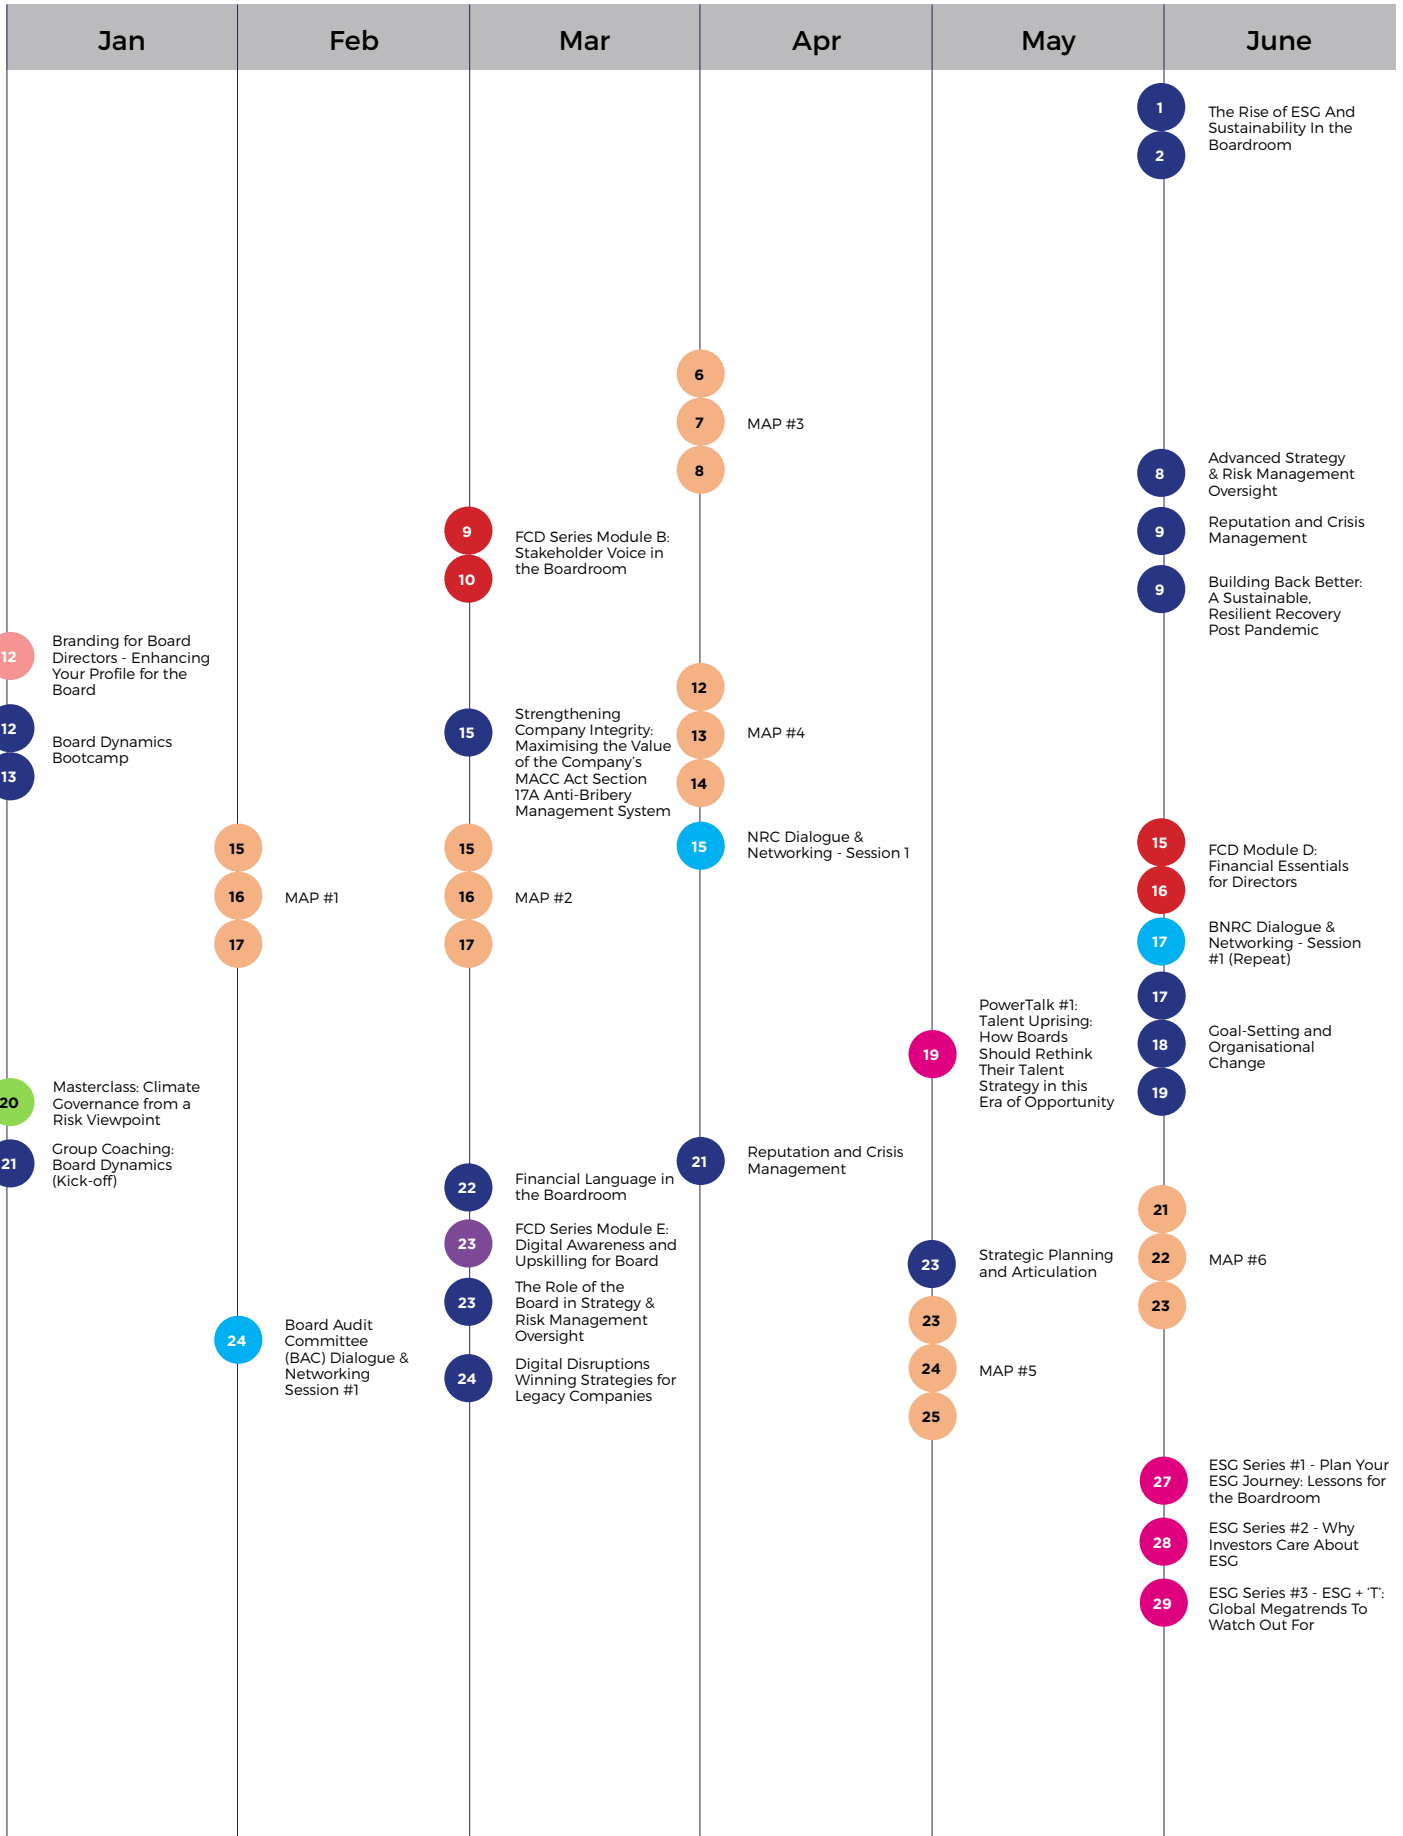 Jan
Feb
Mar
Apr
May
June
12
Branding for Board
Directors - Enhancing
Your Profile for the
Board
12
13
Board Dynamics
Bootcamp
20
Masterclass: Climate
Governance from a
Risk Viewpoint
21
Group Coaching:
Board Dynamics
(Kick-off)
15
16
17
MAP #1
24
Board Audit
Committee
(BAC) Dialogue &
Networking
Session #1
9
10
FCD Series Module B:
Stakeholder Voice in
the Boardroom
15
Strengthening
Company Integrity:
Maximising the Value
of the Company's
MACC Act Section
17A Anti-Bribery
Management System
15
16
17
MAP #2
22
Financial Language in
the Boardroom
23
FCD Series Module E:
Digital Awareness and
Upskilling for Board
23
The Role of the
Board in Strategy &
Risk Management
Oversight
24
Digital Disruptions
Winning Strategies for
Legacy Companies
6
7
8
MAP #3
12
13
14
MAP #4
15
NRC Dialogue &
Networking - Session 1
21
Reputation and Crisis
Management
19
PowerTalk #1:
Talent Uprising:
How Boards
Should Rethink
Their Talent
Strategy in this
Era of Opportunity
23
Strategic Planning
and Articulation
23
24
25
MAP #5
1
2
The Rise of ESG And
Sustainability In the
Boardroom
8
Advanced Strategy
& Risk Management
Oversight
9
Reputation and Crisis
Management
9
Building Back Better:
A Sustainable,
Resilient Recovery
Post Pandemic
15
16
FCD Module D:
Financial Essentials
for Directors
17
BNRC Dialogue &
Networking - Session
#1 (Repeat)
17
18
19
Goal-Setting and
Organisational
Change
21
22
23
MAP #6
27
ESG Series #1 - Plan Your
ESG Journey: Lessons for
the Boardroom
28
ESG Series #2 - Why
Investors Care About
ESG
29
ESG Series #3 - ESG + 'T':
Global Megatrends To
Watch Out For